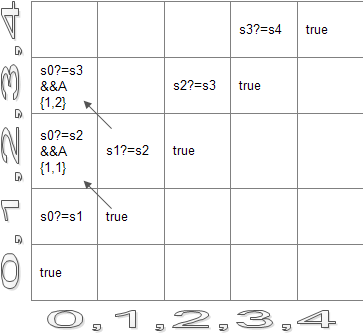 4, s3?=s4 true
3, s0?=s3
&&A
{1,2} s2?=s3 true
2, s0?=s2
&&A
{1,1} s1?=s2 true
1, s0?=s1 true
0 true
0,1,2,3,4